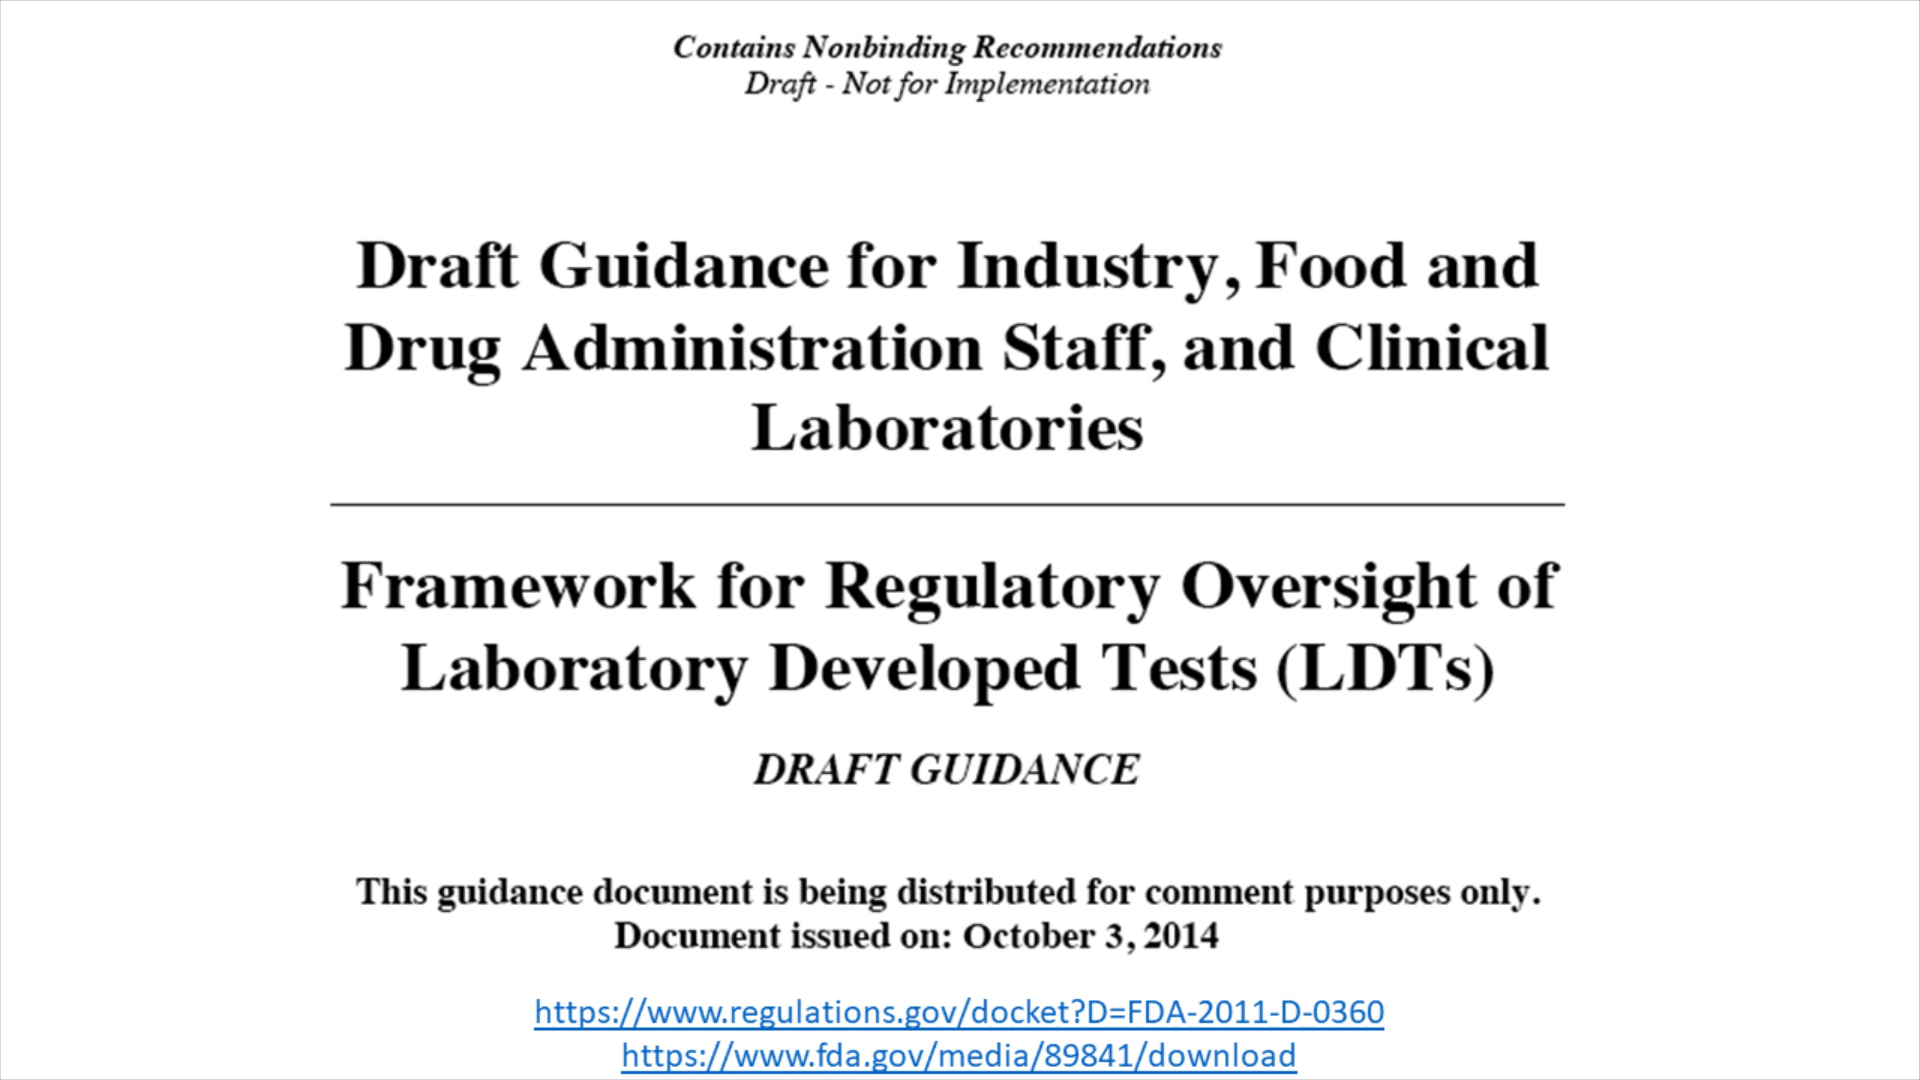 Contains Nonbinding Recommendations
Draft - Not for Implementation
Draft Guidance for Industry, Food and
Drug Administration Staff, and Clinical
Laboratories
Framework for Regulatory Oversight of
Laboratory Developed Tests (LDTs)
DRAFT GUIDANCE
This guidance document is being distributed for comment purposes only.
Document issued on: October 3, 2014
https://www.regulations.gov/docket?D=FDA-2011-D-0360
https://www.fda.gov/media/89841/download